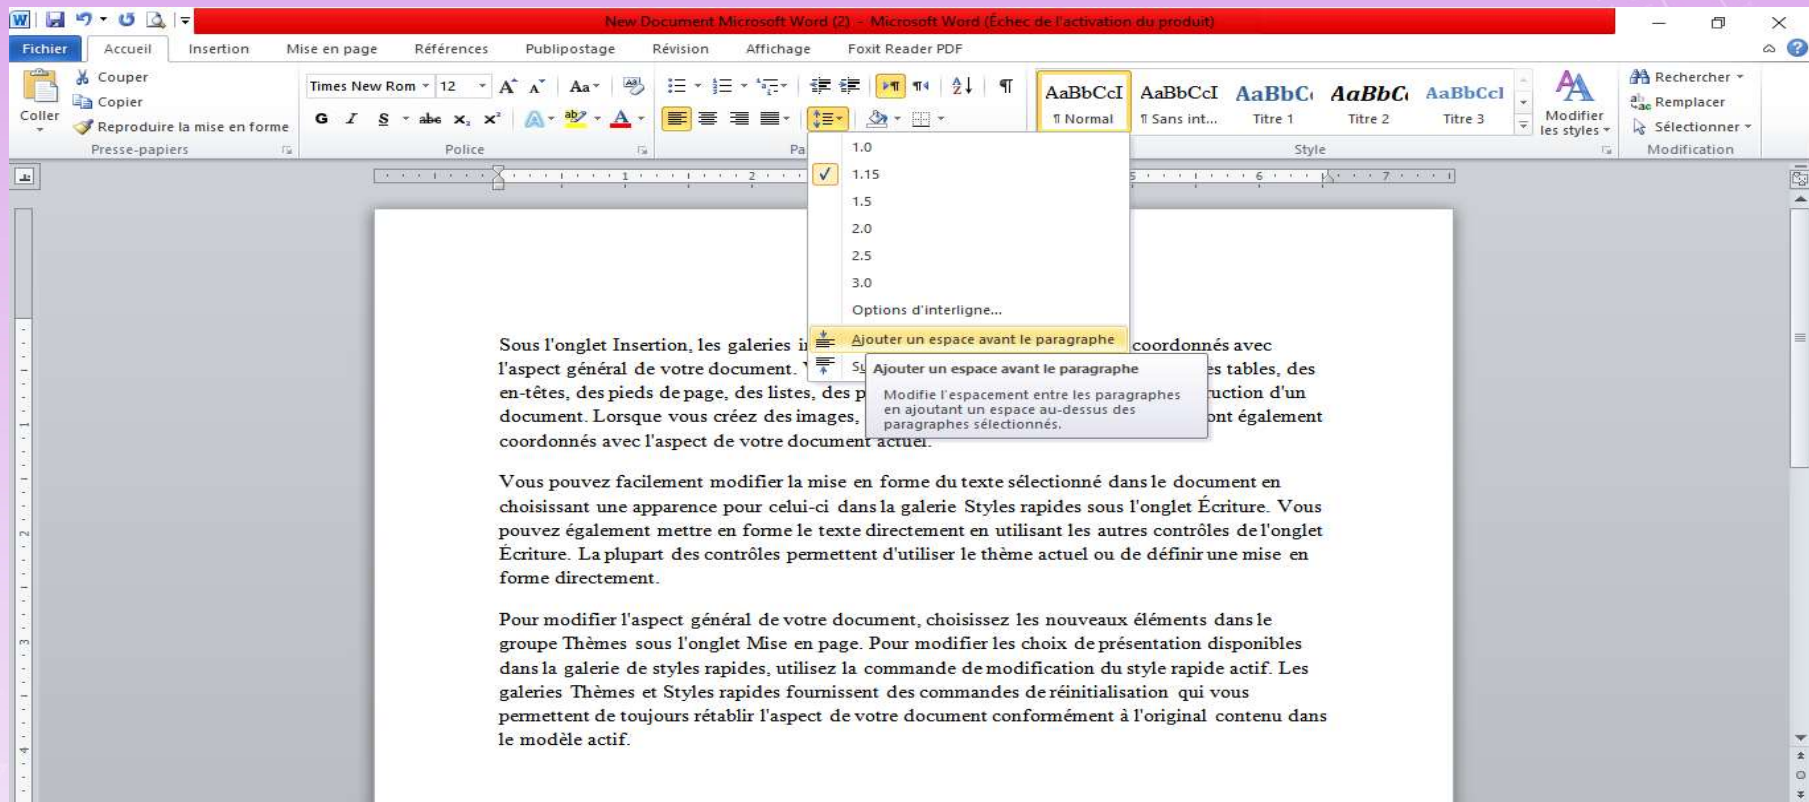 New Document Microsoft Word (2) - Microsoft Word (Échec de l'activation du produit)
Fichier Accueil Insertion Mise en page Références Publipostage Révision Affichage Foxit Reader PDF
Coller
Couper
Copier
Reproduire la mise en forme
Presse-papiers
Times New Rom 12
G I S abc x₂ x² A ab A
Police
Pa
AaBbCcI AaBbCcI AaBbC AaBbC AaBbCcI
¶ Normal ¶ Sans int... Titre 1 Titre 2 Titre 3
Modifier
les styles
Style
Rechercher
Remplacer
Sélectionner
Modification
1 2 5 6 7
1.0
1.15
1.5
2.0
2.5
3.0
Options d'interligne...
Ajouter un espace avant le paragraphe
Ajouter un espace avant le paragraphe
Modifie l'espacement entre les paragraphes
en ajoutant un espace au-dessus des
paragraphes sélectionnés.
Sous l'onglet Insertion, les galeries coordonnés avec
l'aspect général de votre document. tables, des
en-têtes, des pieds de page, des listes, des d'un
document. Lorsque vous créez des images, également
coordonnés avec l'aspect de votre document actuel.
Vous pouvez facilement modifier la mise en forme du texte sélectionné dans le document en
choisissant une apparence pour celui-ci dans la galerie Styles rapides sous l'onglet Écriture. Vous
pouvez également mettre en forme le texte directement en utilisant les autres contrôles de l'onglet
Écriture. La plupart des contrôles permettent d'utiliser le thème actuel ou de définir une mise en
forme directement.
Pour modifier l'aspect général de votre document, choisissez les nouveaux éléments dans le
groupe Thèmes sous l'onglet Mise en page. Pour modifier les choix de présentation disponibles
dans la galerie de styles rapides, utilisez la commande de modification du style rapide actif. Les
galeries Thèmes et Styles rapides fournissent des commandes de réinitialisation qui vous
permettent de toujours rétablir l'aspect de votre document conformément à l'original contenu dans
le modèle actif.